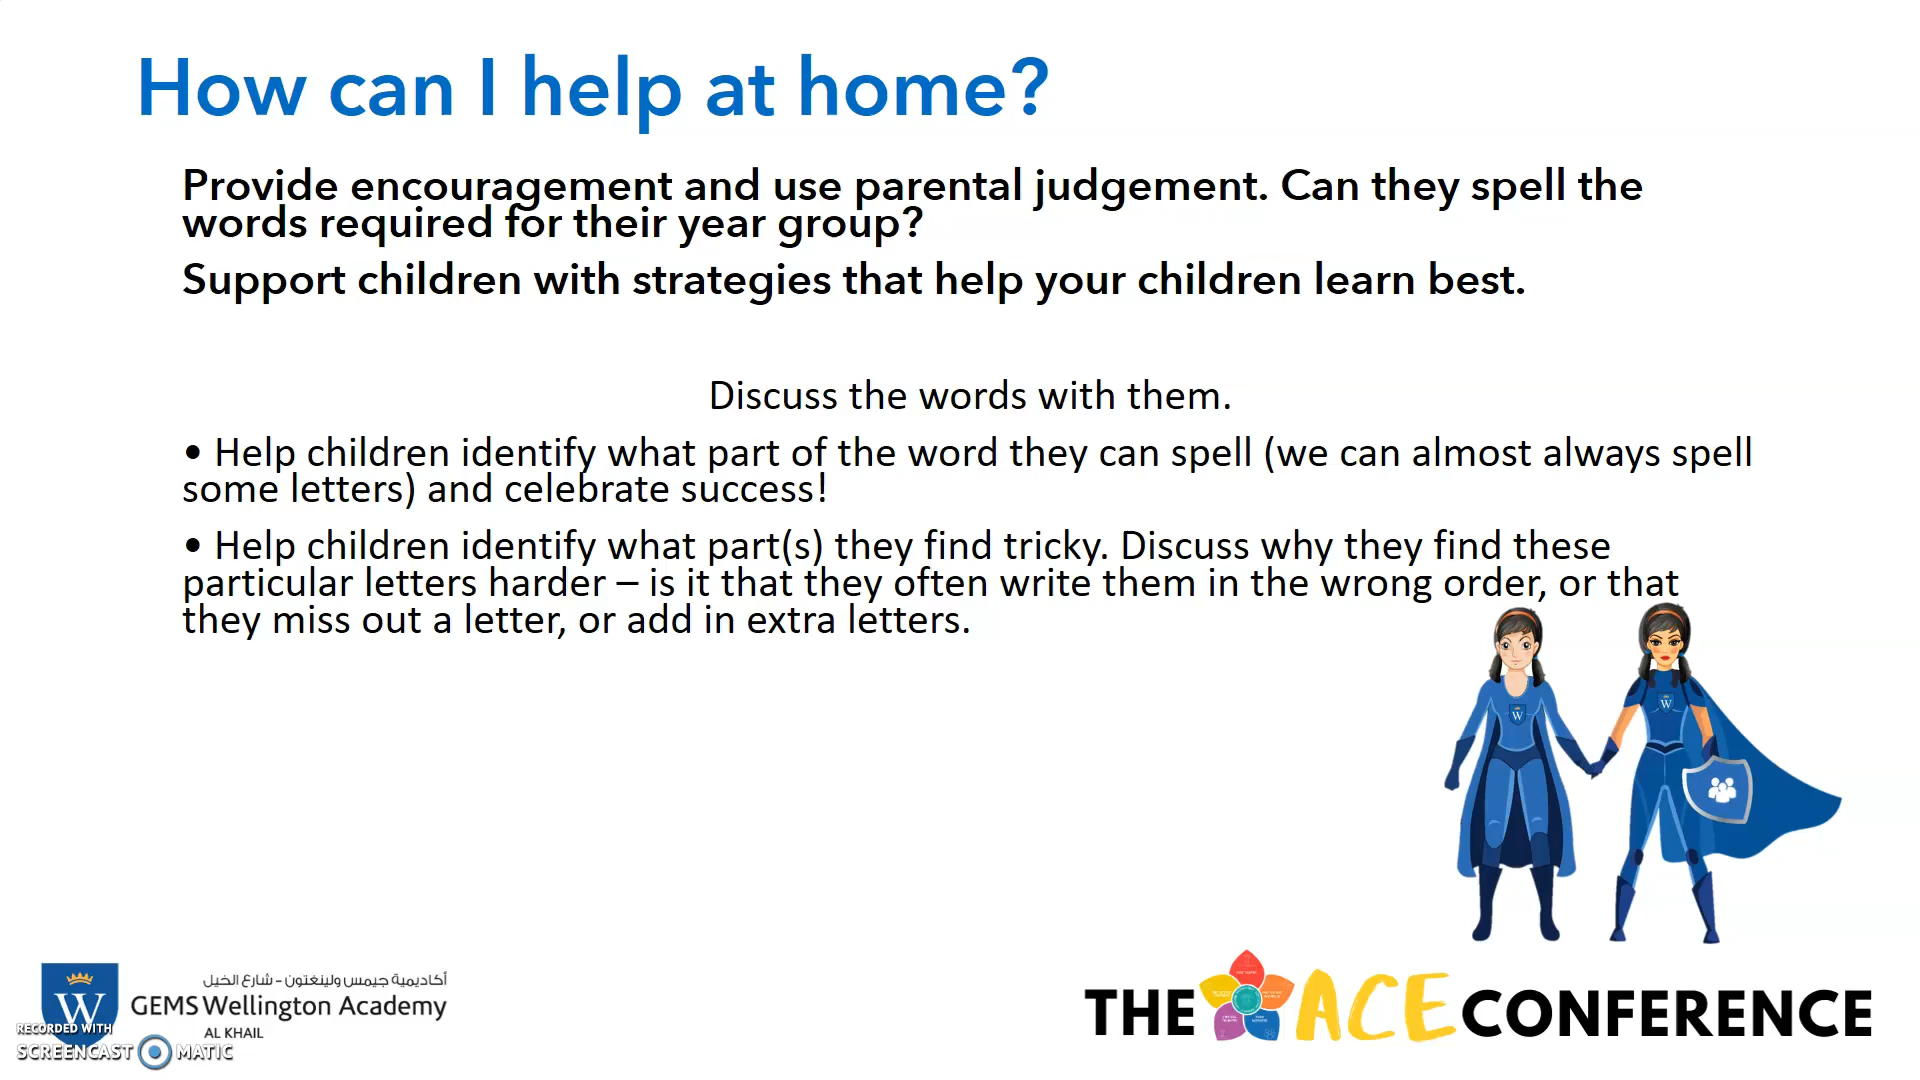 How can I help at home?
Provide encouragement and use parental judgement. Can they spell the
words required for their year group?
Support children with strategies that help your children learn best.
Discuss the words with them.
• Help children identify what part of the word they can spell (we can almost always spell
some letters) and celebrate success!
• Help children identify what part(s) they find tricky. Discuss why they find these
particular letters harder – is it that they often write them in the wrong order, or that
they miss out a letter, or add in extra letters.
W
W
W
أكاديمية جيمس ولينغتون – شارع الخيل
GEMS Wellington Academy
AL KHAIL
RECORDED WITH
SCREENCAST MATIC
THE ACE CONFERENCE